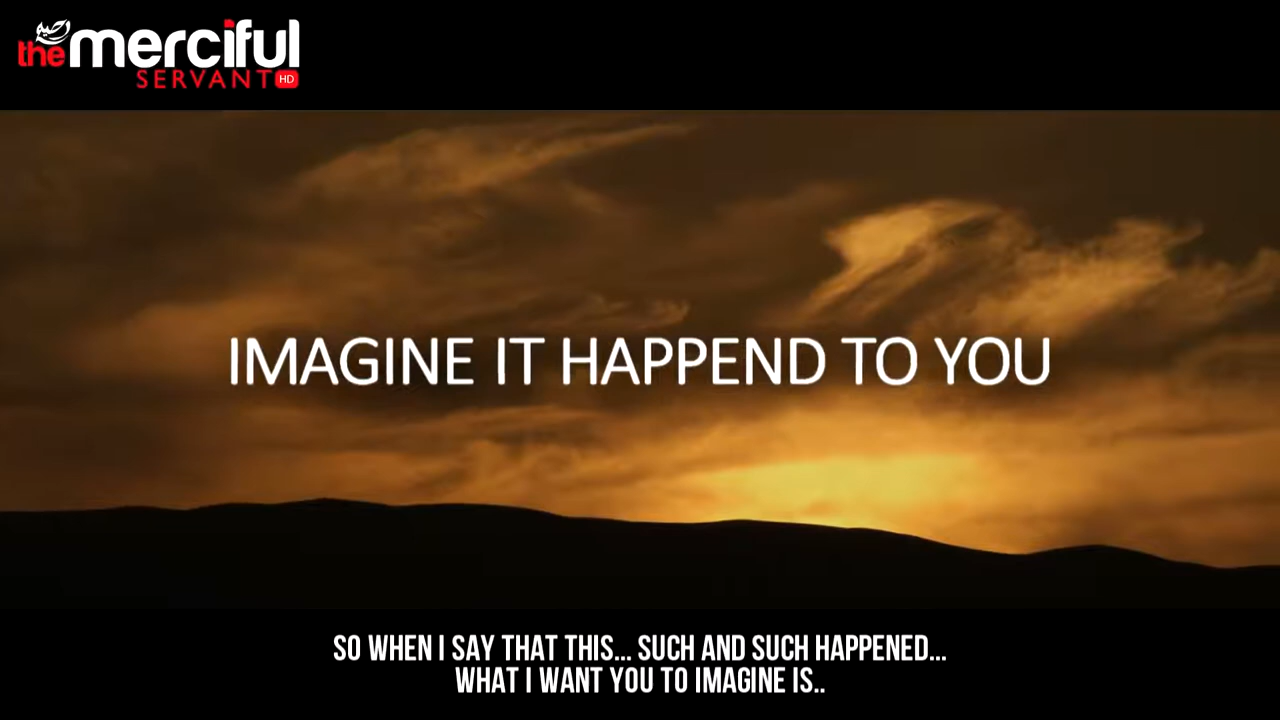 the merciful
SERVANT HD
IMAGINE IT HAPPEND TO YOU
SO WHEN I SAY THAT THIS... SUCH AND SUCH HAPPENED...
WHAT I WANT YOU TO IMAGINE IS..